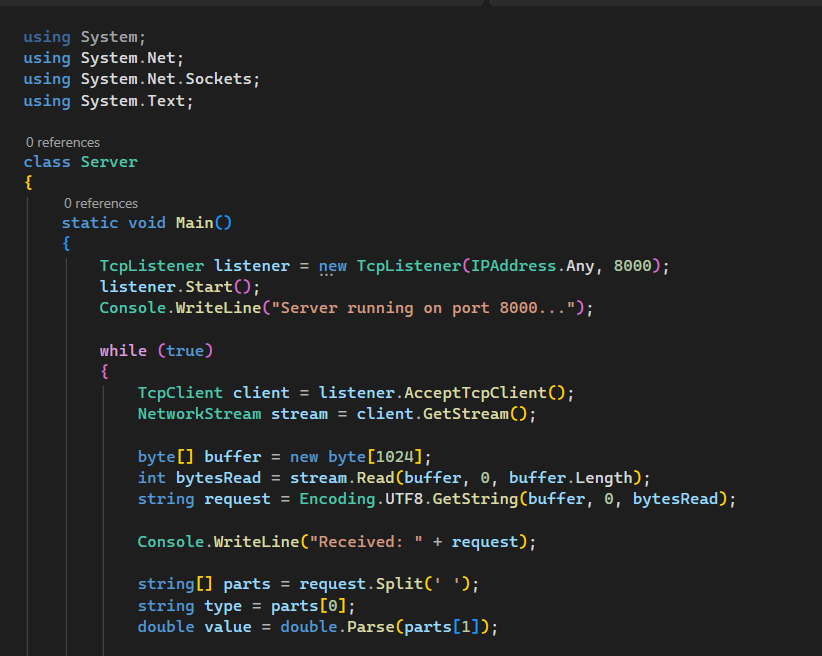 using System;
using System.Net;
using System.Net.Sockets;
using System.Text;
0 references
class Server
{
0 references
static void Main()
{
TcpListener listener = new TcpListener(IPAddress.Any, 8000);
listener.Start();
Console.WriteLine("Server running on port 8000...");
while (true)
{
TcpClient client = listener.AcceptTcpClient();
NetworkStream stream = client.GetStream();
byte[] buffer = new byte[1024];
int bytesRead = stream.Read(buffer, 0, buffer.Length);
string request = Encoding.UTF8.GetString(buffer, 0, bytesRead);
Console.WriteLine("Received: " + request);
string[] parts = request.Split(' ');
string type = parts[0];
double value = double.Parse(parts[1]);